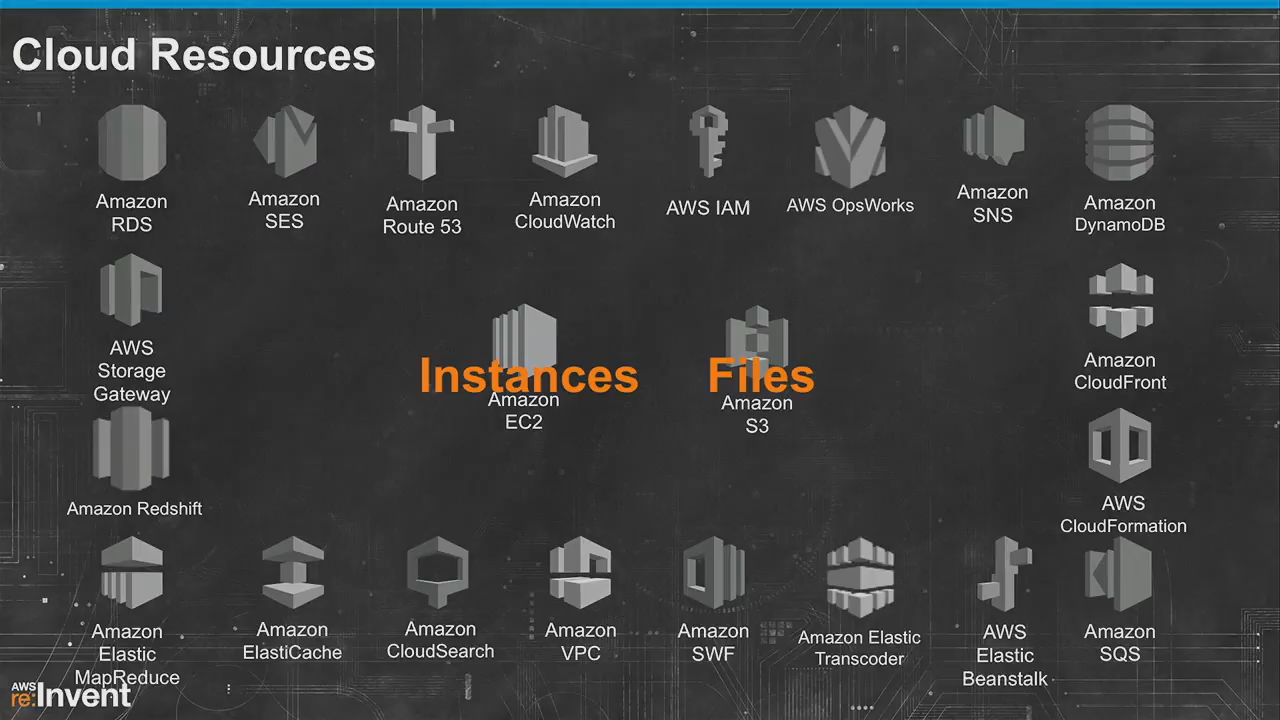 Cloud Resources
Amazon
RDS
Amazon
SES
Amazon
Route 53
Amazon
CloudWatch
AWS IAM
AWS OpsWorks
Amazon
SNS
Amazon
DynamoDB
AWS
Storage
Gateway
Instances
Amazon
EC2
Files
Amazon
S3
Amazon
CloudFront
Amazon Redshift
AWS
CloudFormation
Amazon
Elastic
MapReduce
Amazon
ElastiCache
Amazon
CloudSearch
Amazon
VPC
Amazon
SWF
Amazon Elastic
Transcoder
AWS
Elastic
Beanstalk
Amazon
SQS
AWS
re:Invent